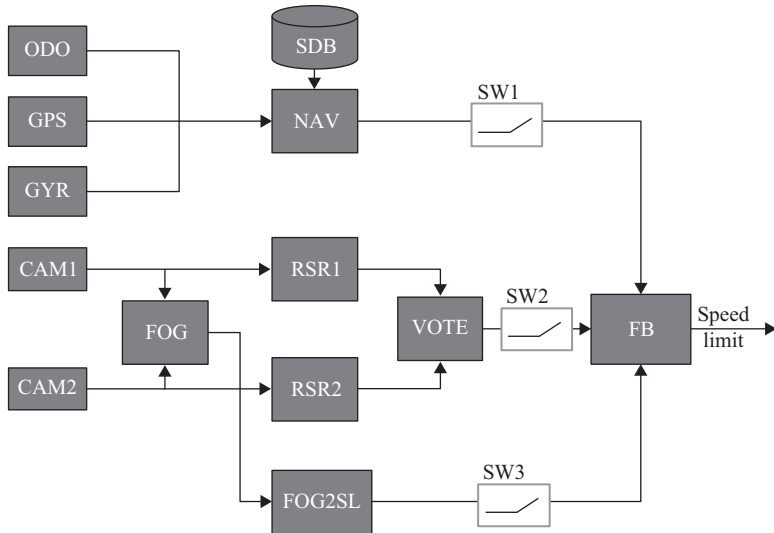 ODO
SDB
GPS
NAV
SW1
GYR
CAM1
RSR1
FOG
VOTE
SW2
FB
Speed
limit
CAM2
RSR2
FOG2SL
SW3